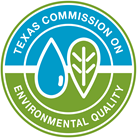 TEXAS COMMISSION ON
ENVIRONMENTAL QUALITY